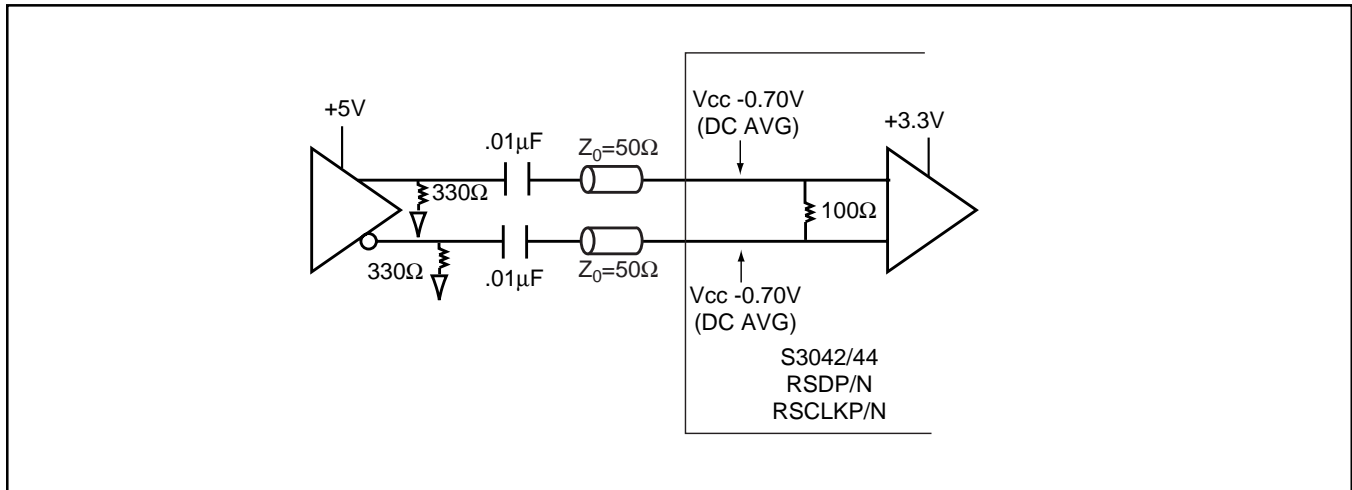 +5V
.01µF
Z0=50Ω
Vcc -0.70V
(DC AVG)
+3.3V
330Ω
100Ω
330Ω
.01µF
Z0=50Ω
Vcc -0.70V
(DC AVG)
S3042/44
RSDP/N
RSCLKP/N